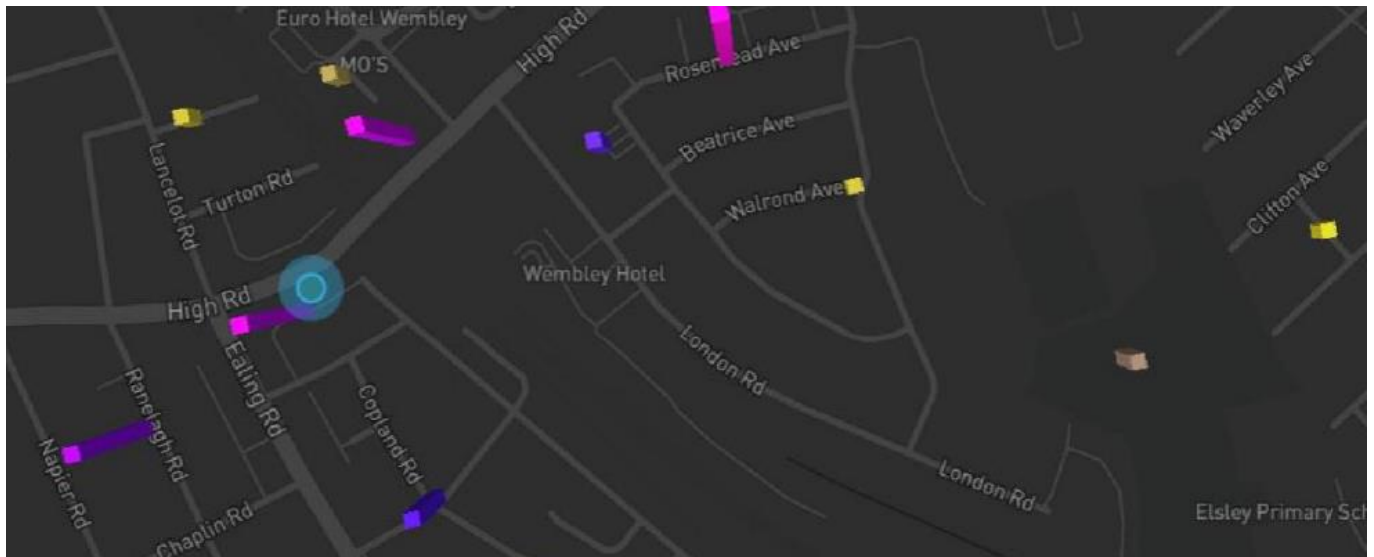 Euro Hotel Wembley
High Rd
MO'S
Rosemead Ave
Waverley Ave
Beatrice Ave
Lancelot Rd
Turton Rd
Walrond Ave
Clifton Ave
Wembley Hotel
High Rd
London Rd
Ealing Rd
Ranelagh Rd
Copland Rd
Napier Rd
London Rd
Chaplin Rd
Elsley Primary Sch